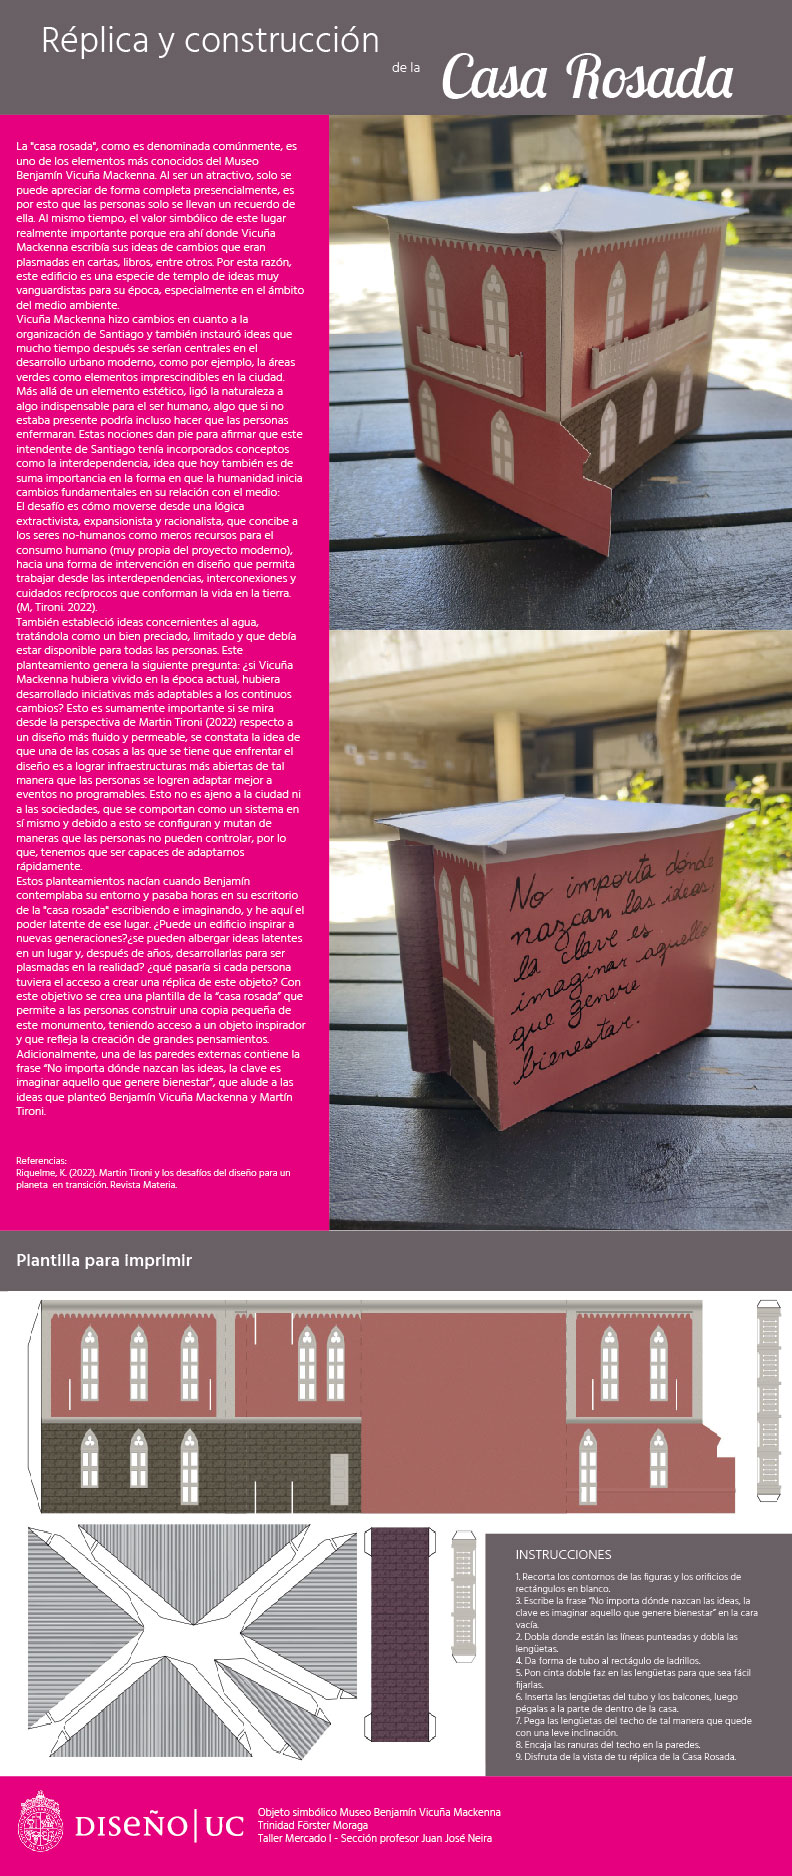 Réplica y construcción
de la
Casa Rosada
La "casa rosada", como es denominada comúnmente, es
uno de los elementos más conocidos del Museo
Benjamín Vicuña Mackenna. Al ser un atractivo, solo se
puede apreciar de forma completa presencialmente, es
por esto que las personas solo se llevan un recuerdo de
ella. Al mismo tiempo, el valor simbólico de este lugar
realmente importante porque era ahí donde Vicuña
Mackenna escribía sus ideas de cambios que eran
plasmadas en cartas, libros, entre otros. Por esta razón,
este edificio es una especie de templo de ideas muy
vanguardistas para su época, especialmente en el ámbito
del medio ambiente.
Vicuña Mackenna hizo cambios en cuanto a la
organización de Santiago y también instauró ideas que
mucho tiempo después se serían centrales en el
desarrollo urbano moderno, como por ejemplo, la áreas
verdes como elementos imprescindibles en la ciudad.
Más allá de un elemento estético, ligó la naturaleza a
algo indispensable para el ser humano, algo que si no
estaba presente podría incluso hacer que las personas
enfermaran. Estas nociones dan pie para afirmar que este
intendente de Santiago tenía incorporados conceptos
como la interdependencia, idea que hoy también es de
suma importancia en la forma en que la humanidad inicia
cambios fundamentales en su relación con el medio:
El desafío es cómo moverse desde una lógica
extractivista, expansionista y racionalista, que concibe a
los seres no-humanos como meros recursos para el
consumo humano (muy propia del proyecto moderno),
hacia una forma de intervención en diseño que permita
trabajar desde las interdependencias, interconexiones y
cuidados recíprocos que conforman la vida en la tierra.
(M, Tironi. 2022).
También estableció ideas concernientes al agua,
tratándola como un bien preciado, limitado y que debía
estar disponible para todas las personas. Este
planteamiento genera la siguiente pregunta: ¿si Vicuña
Mackenna hubiera vivido en la época actual, hubiera
desarrollado iniciativas más adaptables a los continuos
cambios? Esto es sumamente importante si se mira
desde la perspectiva de Martin Tironi (2022) respecto a
un diseño más fluido y permeable, se constata la idea de
que una de las cosas a las que se tiene que enfrentar el
diseño es a lograr infraestructuras más abiertas de tal
manera que las personas se logren adaptar mejor a
eventos no programables. Esto no es ajeno a la ciudad ni
a las sociedades, que se comportan como un sistema en
sí mismo y debido a esto se configuran y mutan de
maneras que las personas no pueden controlar, por lo
que, tenemos que ser capaces de adaptarnos
rápidamente.
Estos planteamientos nacían cuando Benjamín
contemplaba su entorno y pasaba horas en su escritorio
de la "casa rosada" escribiendo e imaginando, y he aquí el
poder latente de ese lugar. ¿Puede un edificio inspirar a
nuevas generaciones?¿se pueden albergar ideas latentes
en un lugar y, después de años, desarrollarlas para ser
plasmadas en la realidad? ¿qué pasaría si cada persona
tuviera el acceso a crear una réplica de este objeto? Con
este objetivo se crea una plantilla de la "casa rosada" que
permite a las personas construir una copia pequeña de
este monumento, teniendo acceso a un objeto inspirador
y que refleja la creación de grandes pensamientos.
Adicionalmente, una de las paredes externas contiene la
frase "No importa dónde nazcan las ideas, la clave es
imaginar aquello que genere bienestar", que alude a las
ideas que planteó Benjamín Vicuña Mackenna y Martín
Tironi.
Referencias:
Riquelme, K. (2022). Martin Tironi y los desafíos del diseño para un
planeta en transición. Revista Materia.
No importa dónde
nazcan las ideas,
la clave es
imaginar aquello
que genere
bienestar.
Plantilla para imprimir
INSTRUCCIONES
1. Recorta los contornos de las figuras y los orificios de
rectángulos en blanco.
3. Escribe la frase "No importa dónde nazcan las ideas, la
clave es imaginar aquello que genere bienestar" en la cara
vacía.
2. Dobla donde están las líneas punteadas y dobla las
lengüetas.
4. Da forma de tubo al rectágulo de ladrillos.
5. Pon cinta doble faz en las lengüetas para que sea fácil
fijarlas.
6. Inserta las lengüetas del tubo y los balcones, luego
pégalas a la parte de dentro de la casa.
7. Pega las lengüetas del techo de tal manera que quede
con una leve inclinación.
8. Encaja las ranuras del techo en la paredes.
9. Disfruta de la vista de tu réplica de la Casa Rosada.
DISEÑO|UC
Objeto simbólico Museo Benjamín Vicuña Mackenna
Trinidad Förster Moraga
Taller Mercado I - Sección profesor Juan José Neira